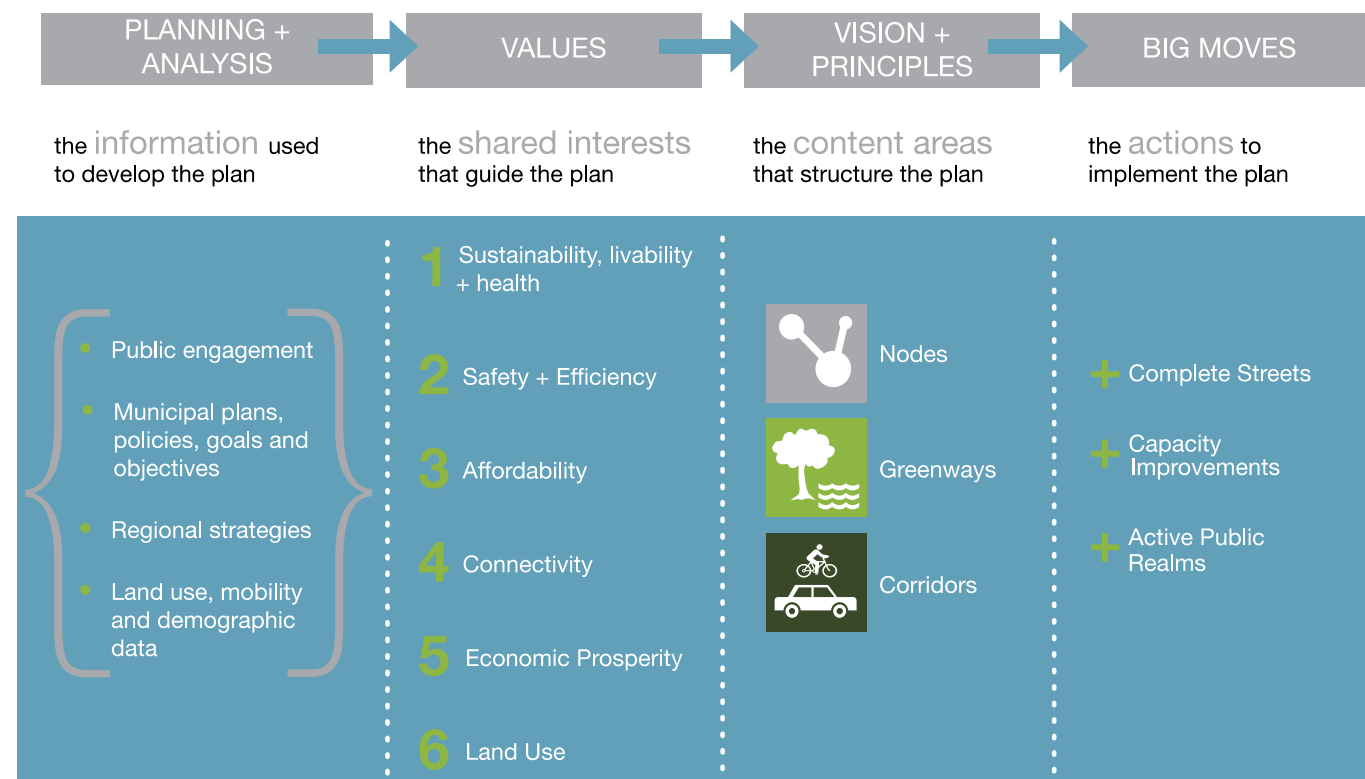 PLANNING +
ANALYSIS
VALUES
VISION +
PRINCIPLES
BIG MOVES
the information used
to develop the plan
the shared interests
that guide the plan
the content areas
that structure the plan
the actions to
implement the plan
Public engagement
Municipal plans,
policies, goals and
objectives
Regional strategies
Land use, mobility
and demographic
data
1 Sustainability, livability
+ health
2 Safety + Efficiency
3 Affordability
4 Connectivity
5 Economic Prosperity
6 Land Use
Nodes
Greenways
Corridors
+ Complete Streets
+ Capacity
Improvements
+ Active Public
Realms